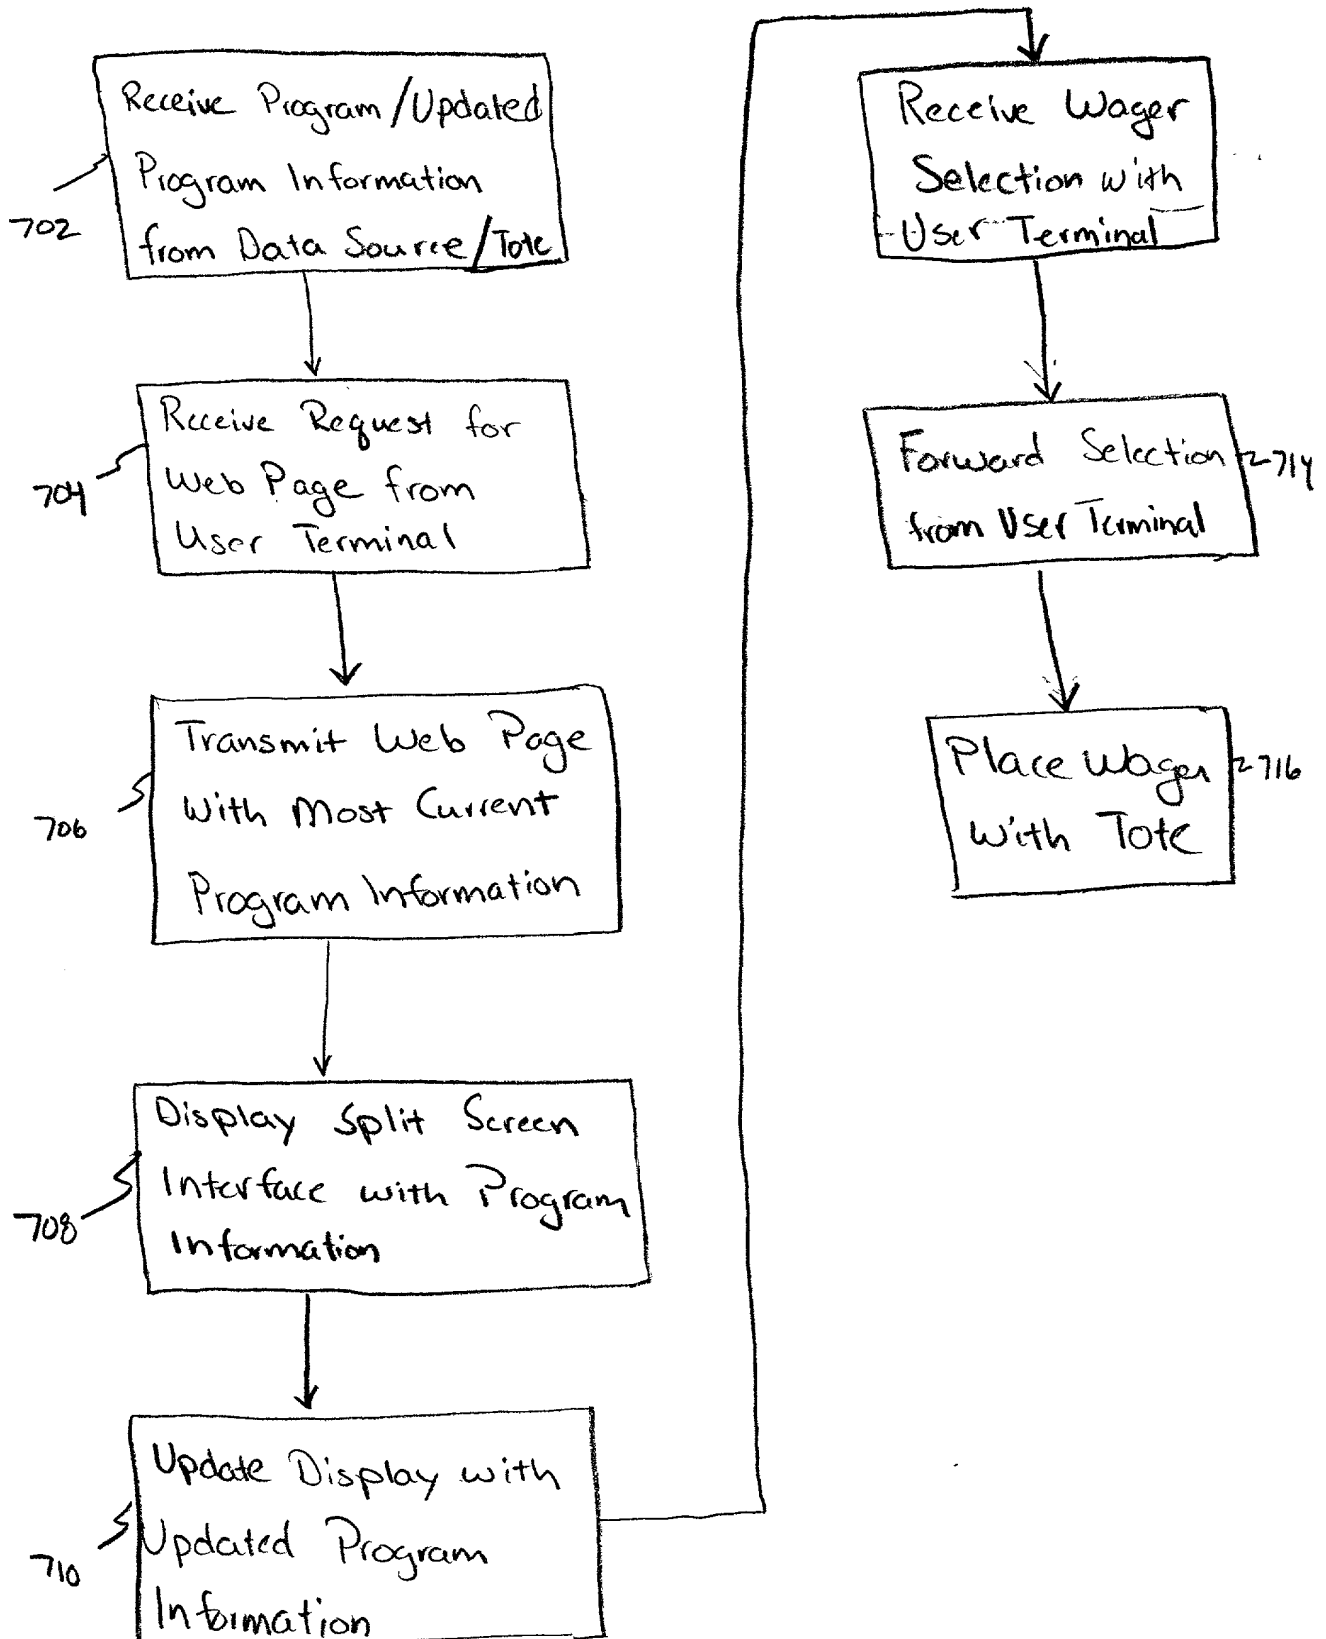 Receive Program/Updated
Program Information
from Data Source/Tote
702
Receive Request for
Web Page from
User Terminal
704
Transmit Web Page
with Most Current
Program Information
706
Display Split Screen
Interface with Program
Information
708
Update Display with
Updated Program
Information
710
Receive Wager
Selection with
User Terminal
Forward Selection
from User Terminal
714
Place Wager
with Tote
716